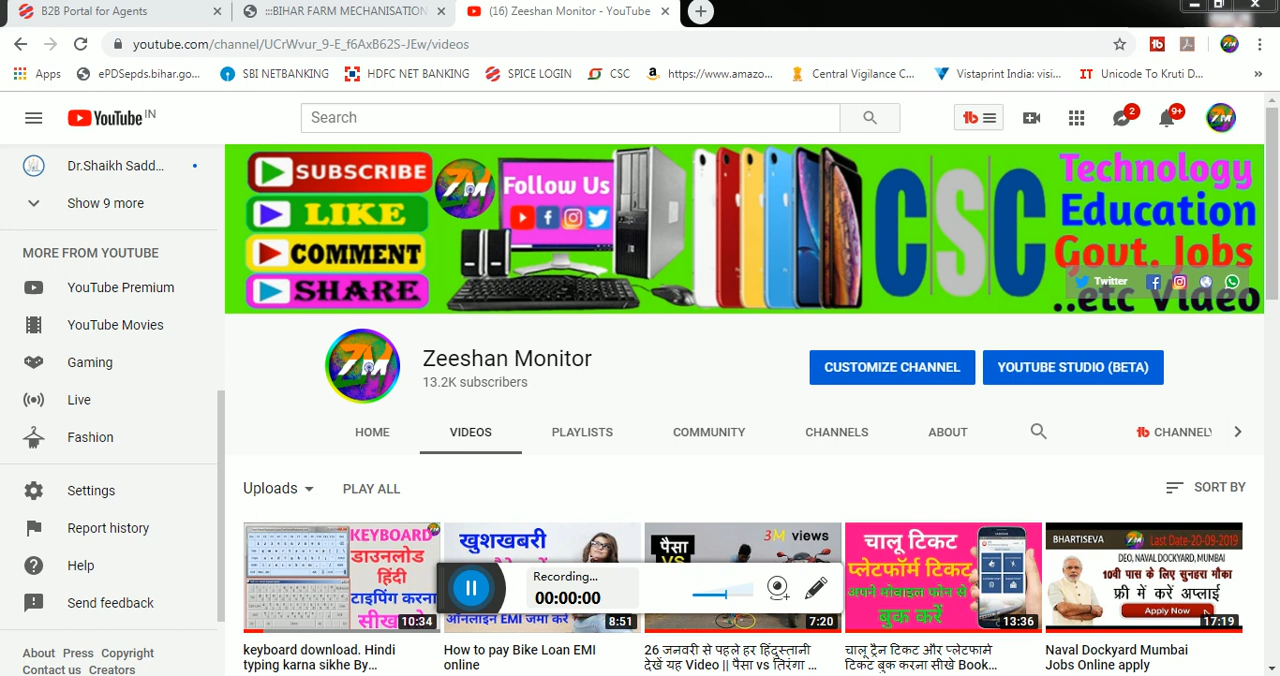 B2B Portal for Agents
:::BIHAR FARM MECHANISATION
(16) Zeeshan Monitor - YouTube
youtube.com/channel/UCrWvur_9-E_f6AxB62S-JEw/videos
Apps
ePDSepds.bihar.go...
SBI NETBANKING
HDFC NET BANKING
SPICE LOGIN
CSC
https://www.amazo...
Central Vigilance C...
Vistaprint India: visi...
Unicode To Kruti D...
YouTube IN
Search
2
9+
Dr.Shaikh Sadd...
Show 9 more
MORE FROM YOUTUBE
YouTube Premium
YouTube Movies
Gaming
Live
Fashion
Settings
Report history
Help
Send feedback
About Press Copyright
Contact us Creators
SUBSCRIBE
LIKE
COMMENT
SHARE
ZM
Follow Us
CSC
Technology
Education
Govt. Jobs
..etc Video
Twitter
ZM
Zeeshan Monitor
13.2K subscribers
CUSTOMIZE CHANNEL
YOUTUBE STUDIO (BETA)
HOME
VIDEOS
PLAYLISTS
COMMUNITY
CHANNELS
ABOUT
CHANNELY
Uploads
PLAY ALL
SORT BY
KEYBOARD
डाउनलोड
हिंदी
टाइपिंग करना
10:34
खुशखबरी
ऑनलाइन EMI जमा करें
8:51
3M views
पैसा
VS
7:20
चालू टिकट
प्लेटफॉर्म टिकट
अपने मोबाइल फोन से
बुक करें
13:36
BHARTISEVA
Last Date-20-09-2019
DEO, NAVAL DOCKYARD, MUMBAI
10वी पास के लिए सुनहरा मौका
फ्री में करें अप्लाई
Apply Now
17:19
Recording...
00:00:00
keyboard download. Hindi
typing karna sikhe By...
How to pay Bike Loan EMI
online
26 जनवरी से पहले हर हिंदुस्तानी
देखें यह Video || पैसा vs तिरंगा ...
चालू ट्रैन टिकट और प्लेटफार्म
टिकट बुक करना सीखे Book...
Naval Dockyard Mumbai
Jobs Online apply